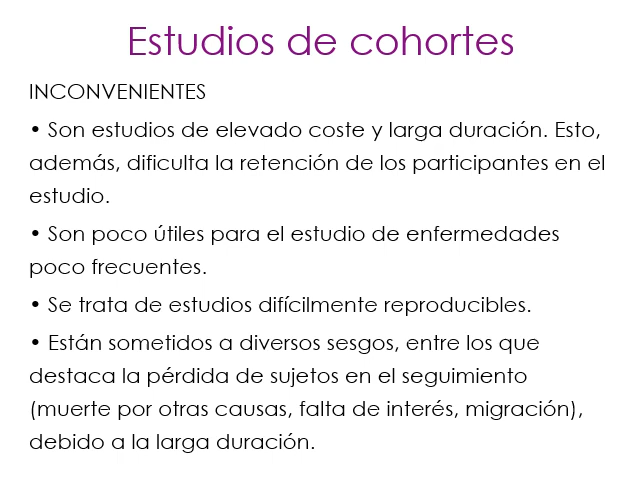 Estudios de cohortes
INCONVENIENTES
• Son estudios de elevado coste y larga duración. Esto,
además, dificulta la retención de los participantes en el
estudio.
• Son poco útiles para el estudio de enfermedades
poco frecuentes.
• Se trata de estudios difícilmente reproducibles.
• Están sometidos a diversos sesgos, entre los que
destaca la pérdida de sujetos en el seguimiento
(muerte por otras causas, falta de interés, migración),
debido a la larga duración.